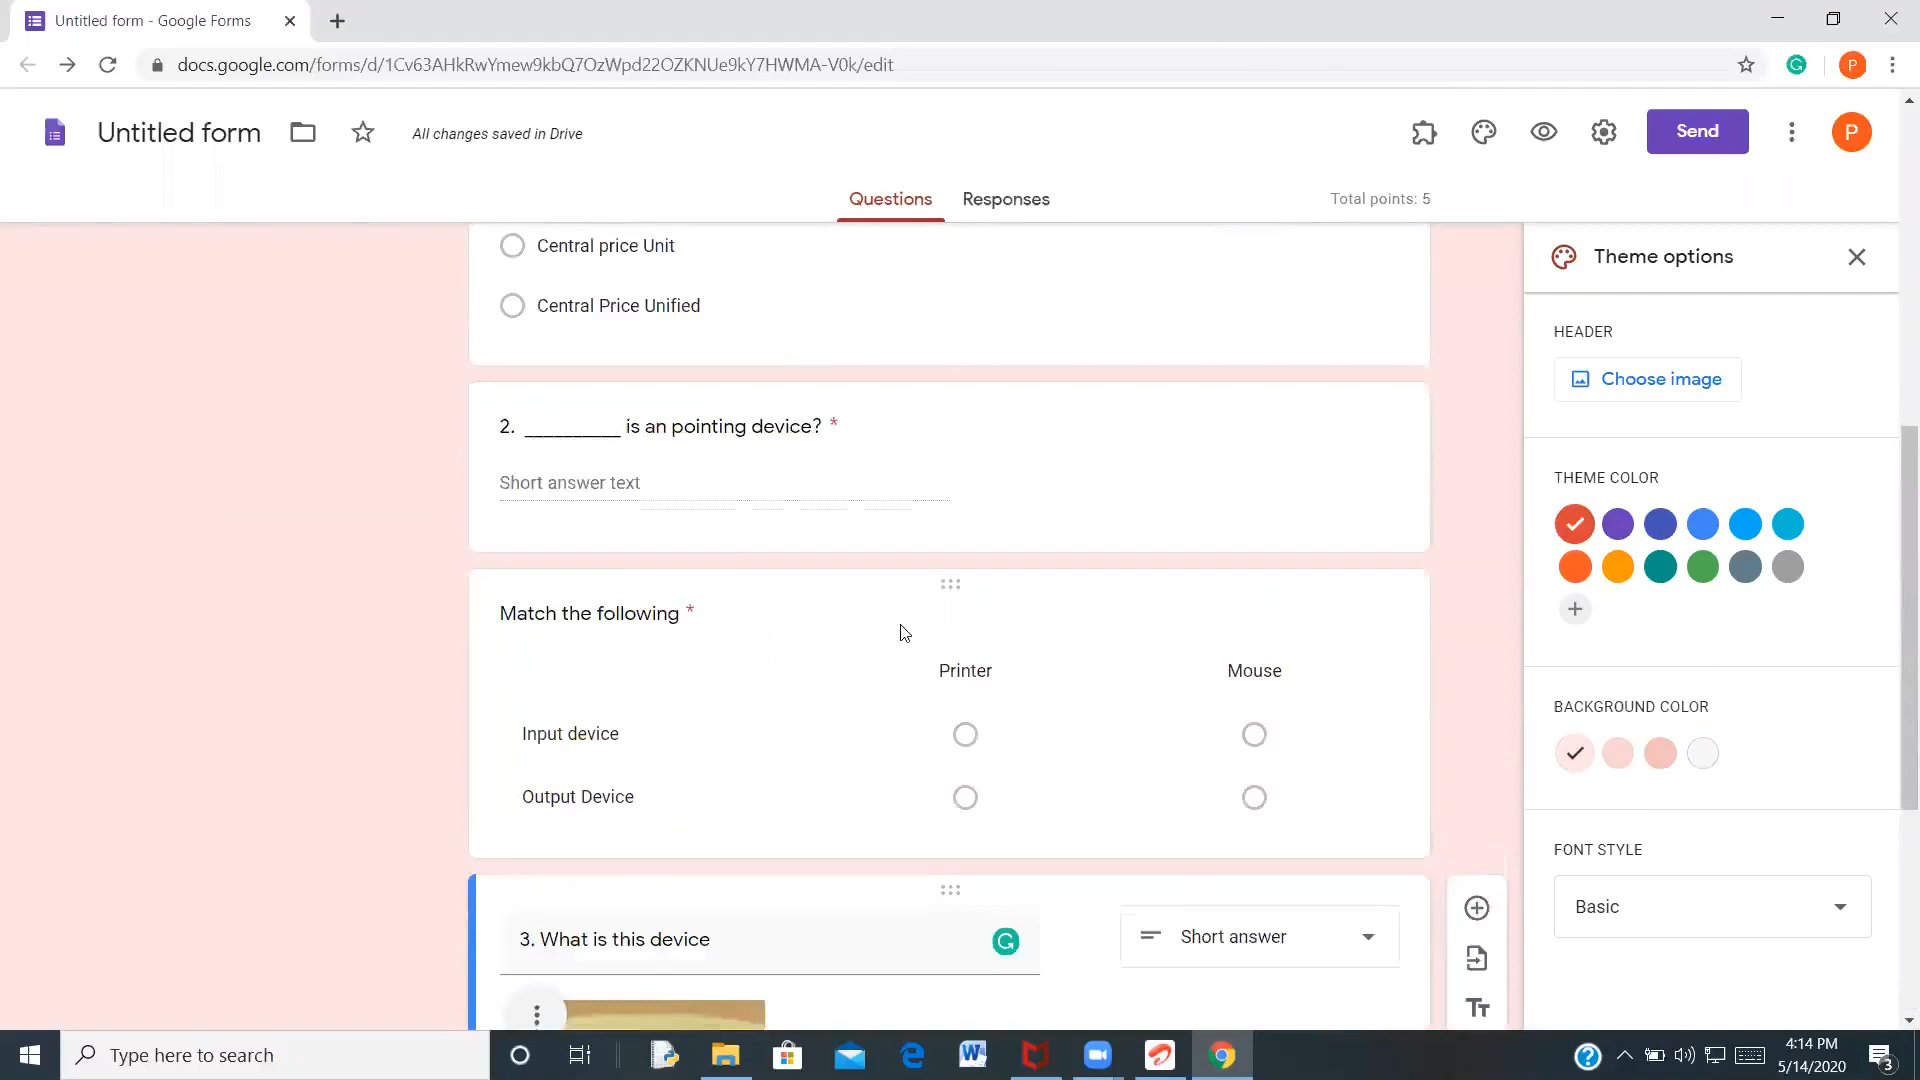 Untitled form - Google Forms
docs.google.com/forms/d/1Cv63AHkRwYmew9kbQ7OzWpd22OZKNUe9kY7HWMA-V0k/edit
P
Untitled form
All changes saved in Drive
Send
P
Questions
Responses
Total points: 5
Central price Unit
Central Price Unified
2. __________ is an pointing device? *
Short answer text
Match the following *
Printer
Mouse
Input device
Output Device
3. What is this device
Short answer
Tт
Theme options
HEADER
Choose image
THEME COLOR
BACKGROUND COLOR
FONT STYLE
Basic
Type here to search
4:14 PM
5/14/2020
3